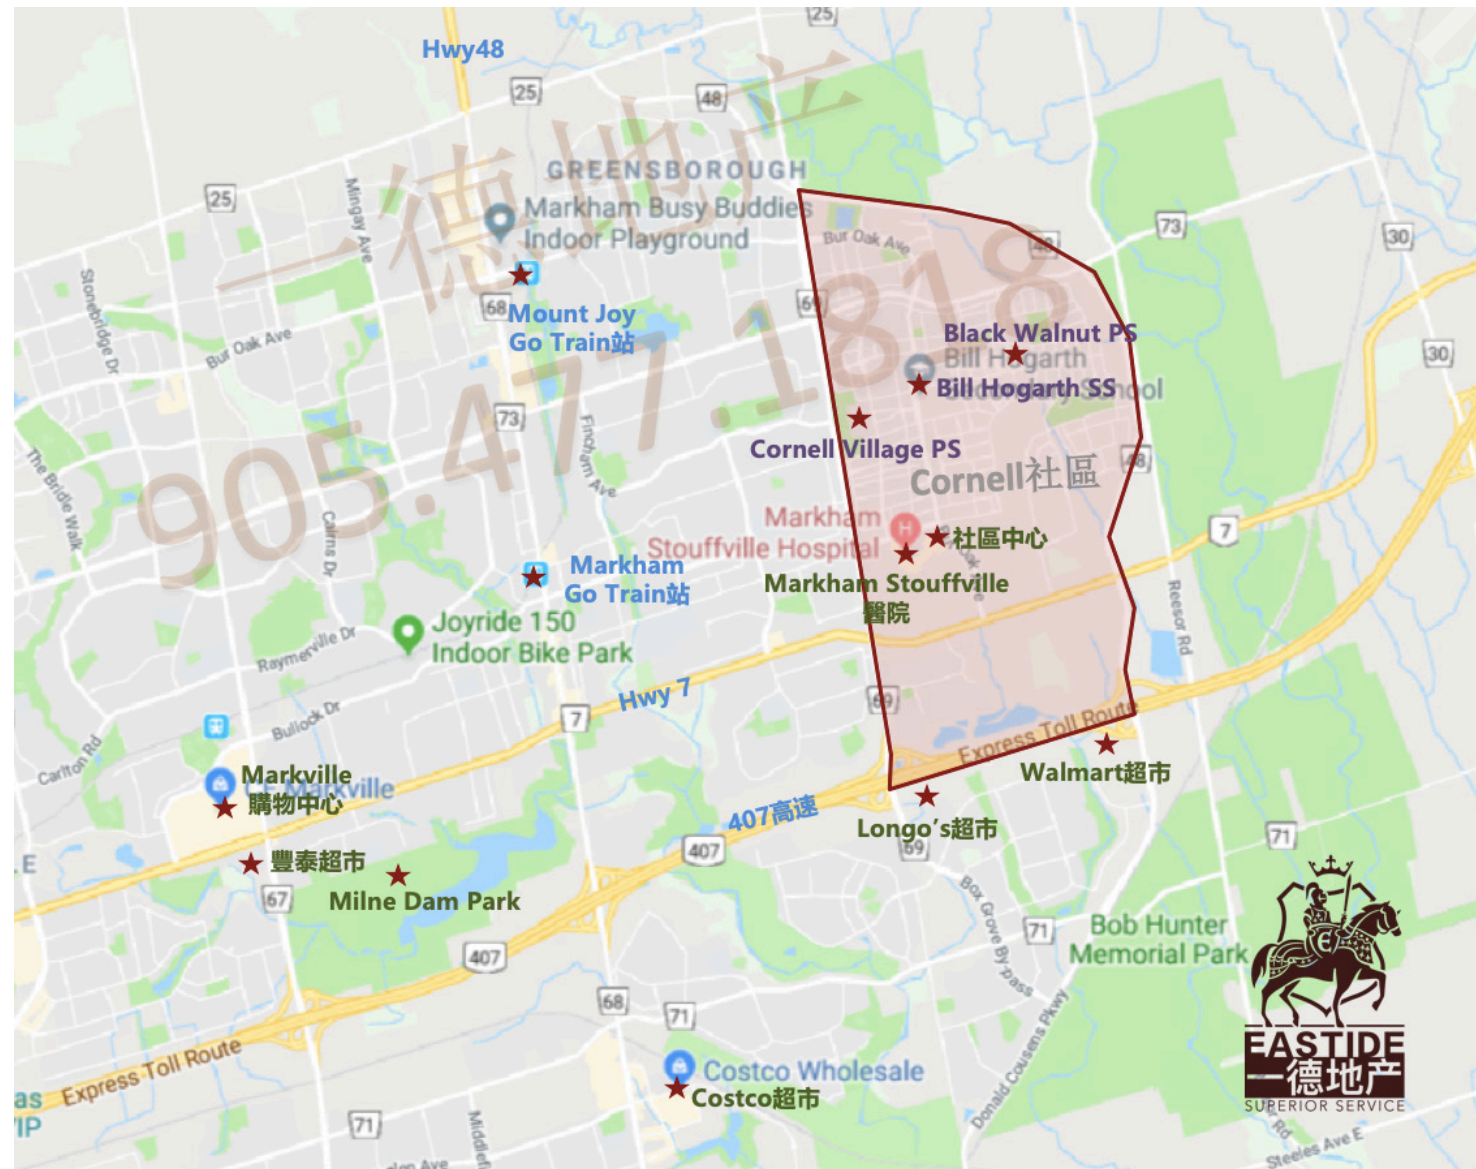 25
Hwy48
25
48
GREENSBOROUGH
一德地产
905.477.1818
Markham Busy Buddies
Indoor Playground
25
Mingay Ave
73
30
Bur Oak Ave
48
Stonebridge Dr
68
69
Mount Joy
Go Train站
Bur Oak Ave
Black Walnut PS
Bill Hogarth
Secondary School
Bill Hogarth SS
30
73
Fincham Ave
Cornell Village PS
48
Cornell社區
The Bridle Walk
Cairns Dr
Markham
Stouffville Hospital
H
社區中心
7
Markham Stouffville
醫院
Markham
Go Train站
Reesor Rd
Joyride 150
Indoor Bike Park
Raymerville Dr
Hwy 7
69
7
Bullock Dr
Express Toll Route
Carlton Rd
Walmart超市
Markville
購物中心
CF Markville
407高速
Longo's超市
69
407
71
豐泰超市
LE
67
Milne Dam Park
Box Grove By-pass
71
Bob Hunter
Memorial Park
407
68
71
Express Toll Route
Costco Wholesale
Costco超市
Donald Cousens Pkwy
71
E
EASTIDE
一德地产
SUPERIOR SERVICE
Steeles Ave E